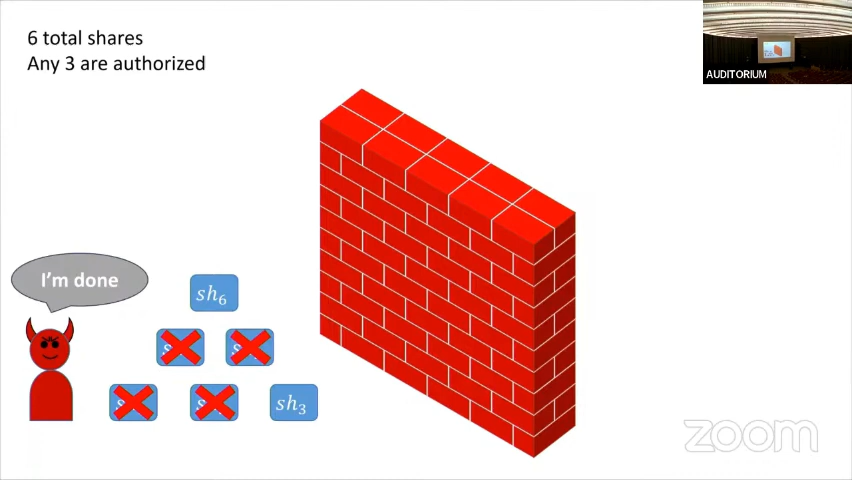 6 total shares
Any 3 are authorized
AUDITORIUM
I'm done
sh₆
sh₃
zoom